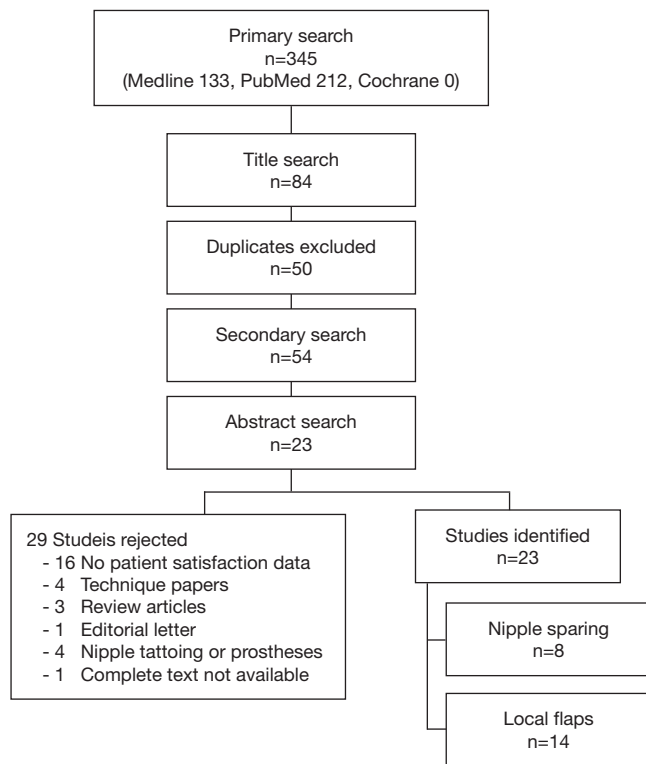 Primary search
n=345
(Medline 133, PubMed 212, Cochrane 0)
Title search
n=84
Duplicates excluded
n=50
Secondary search
n=54
Abstract search
n=23
29 Studeis rejected
- 16 No patient satisfaction data
- 4 Technique papers
- 3 Review articles
- 1 Editorial letter
- 4 Nipple tattoing or prostheses
- 1 Complete text not available
Studies identified
n=23
Nipple sparing
n=8
Local flaps
n=14